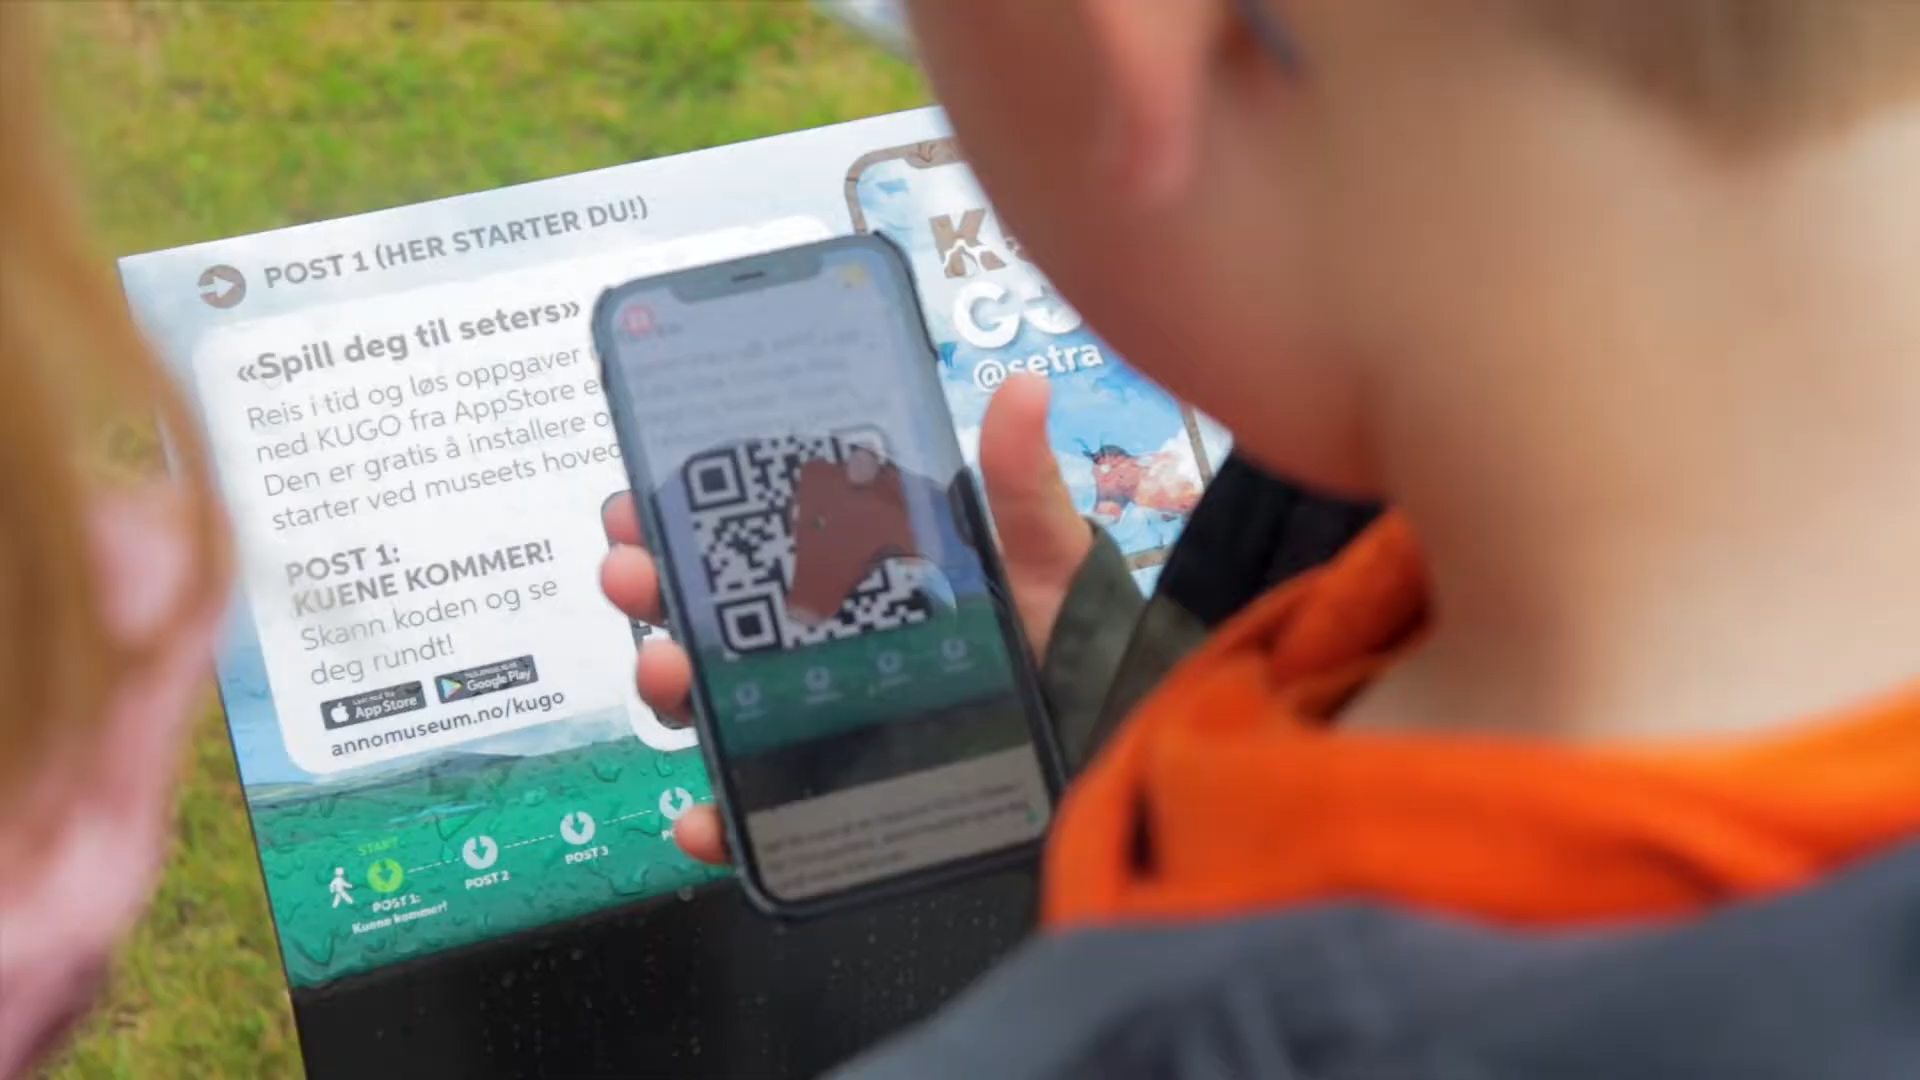 POST 1 (HER STARTER DU!)
«Spill deg til seters»
Reis i tid og løs oppgaver
ned KUGO fra AppStore
Den er gratis å installere
starter ved museets
POST 1:
KUENE KOMMER!
Skann koden og se
deg rundt!
App Store
Google Play
annomuseum.no/kugo
GO
@setra
START
POST 1:
Kuene kommer!
POST 2
POST 3